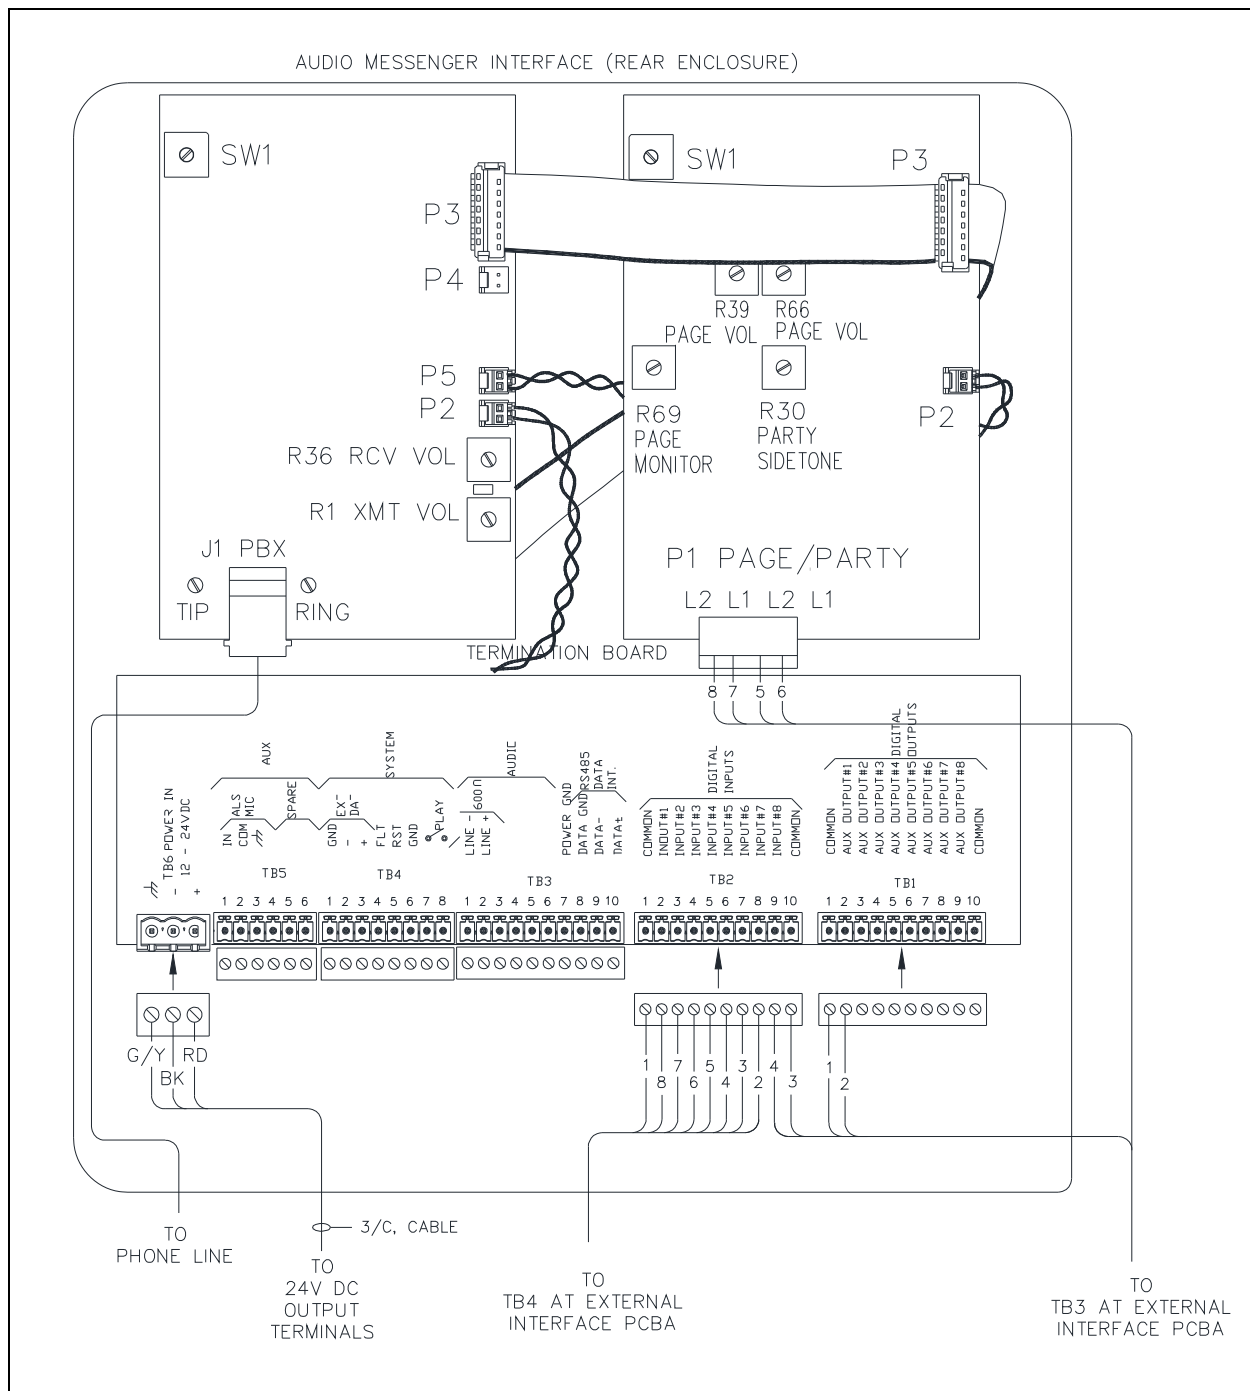 AUDIO MESSENGER INTERFACE (REAR ENCLOSURE)
SW1
SW1
P3
P3
P4
R39
PAGE VOL
R66
PAGE VOL
P5
P2
P2
R69
PAGE
MONITOR
R30
PARTY
SIDETONE
R36 RCV VOL
R1 XMT VOL
J1 PBX
TIP
RING
P1 PAGE/PARTY
L2 L1 L2 L1
TERMINATION BOARD
8 7 5 6
TB6 POWER IN
12 - 24VDC
-
+
AUX
ALS
MIC
SPARE
IN
COM
SYSTEM
EX-
DA-
GND
-
+
FLT
RST
GND
PLAY
AUDIC
600Ω
LINE -
LINE +
RS485
DATA
INT.
POWER GND
DATA GND
DATA-
DATA±
DIGITAL
INPUTS
COMMON
INOUT#1
INPUT#2
INPUT#3
INPUT#4
INPUT#5
INPUT#6
INPUT#7
INPUT#8
COMMON
DIGITAL
OUTPUTS
COMMON
AUX OUTPUT#1
AUX OUTPUT#2
AUX OUTPUT#3
AUX OUTPUT#4
AUX OUTPUT#5
AUX OUTPUT#6
AUX OUTPUT#7
AUX OUTPUT#8
COMMON
TB5
TB4
TB3
TB2
TB1
1 2 3 4 5 6
1 2 3 4 5 6 7 8
1 2 3 4 5 6 7 8 9 10
1 2 3 4 5 6 7 8 9 10
1 2 3 4 5 6 7 8 9 10
G/Y
BK
RD
1 8 7 6 5 4 3 2 4 3
1 2
3/C, CABLE
TO
PHONE LINE
TO
24V DC
OUTPUT
TERMINALS
TO
TB4 AT EXTERNAL
INTERFACE PCBA
TO
TB3 AT EXTERNAL
INTERFACE PCBA